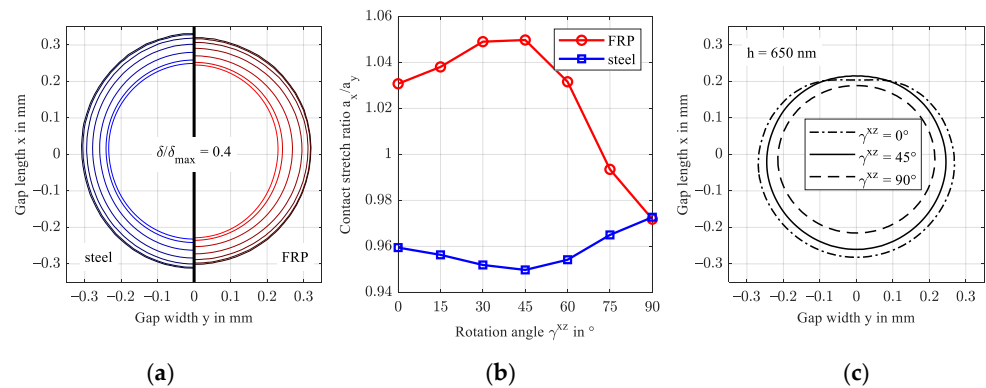 Gap length x in mm
0.3
0.2
0.1
0
−0.1
−0.2
−0.3
δ/δmax = 0.4
steel
FRP
−0.3 −0.2 −0.1 0 0.1 0.2 0.3
Gap width y in mm
(a)
Contact stretch ratio ax/ay
1.06
1.04
1.02
1
0.98
0.96
0.94
FRP
steel
0 15 30 45 60 75 90
Rotation angle γxz in °
(b)
Gap length x in mm
0.3
0.2
0.1
0
−0.1
−0.2
−0.3
h = 650 nm
γxz = 0°
γxz = 45°
γxz = 90°
−0.3 −0.2 −0.1 0 0.1 0.2 0.3
Gap width y in mm
(c)